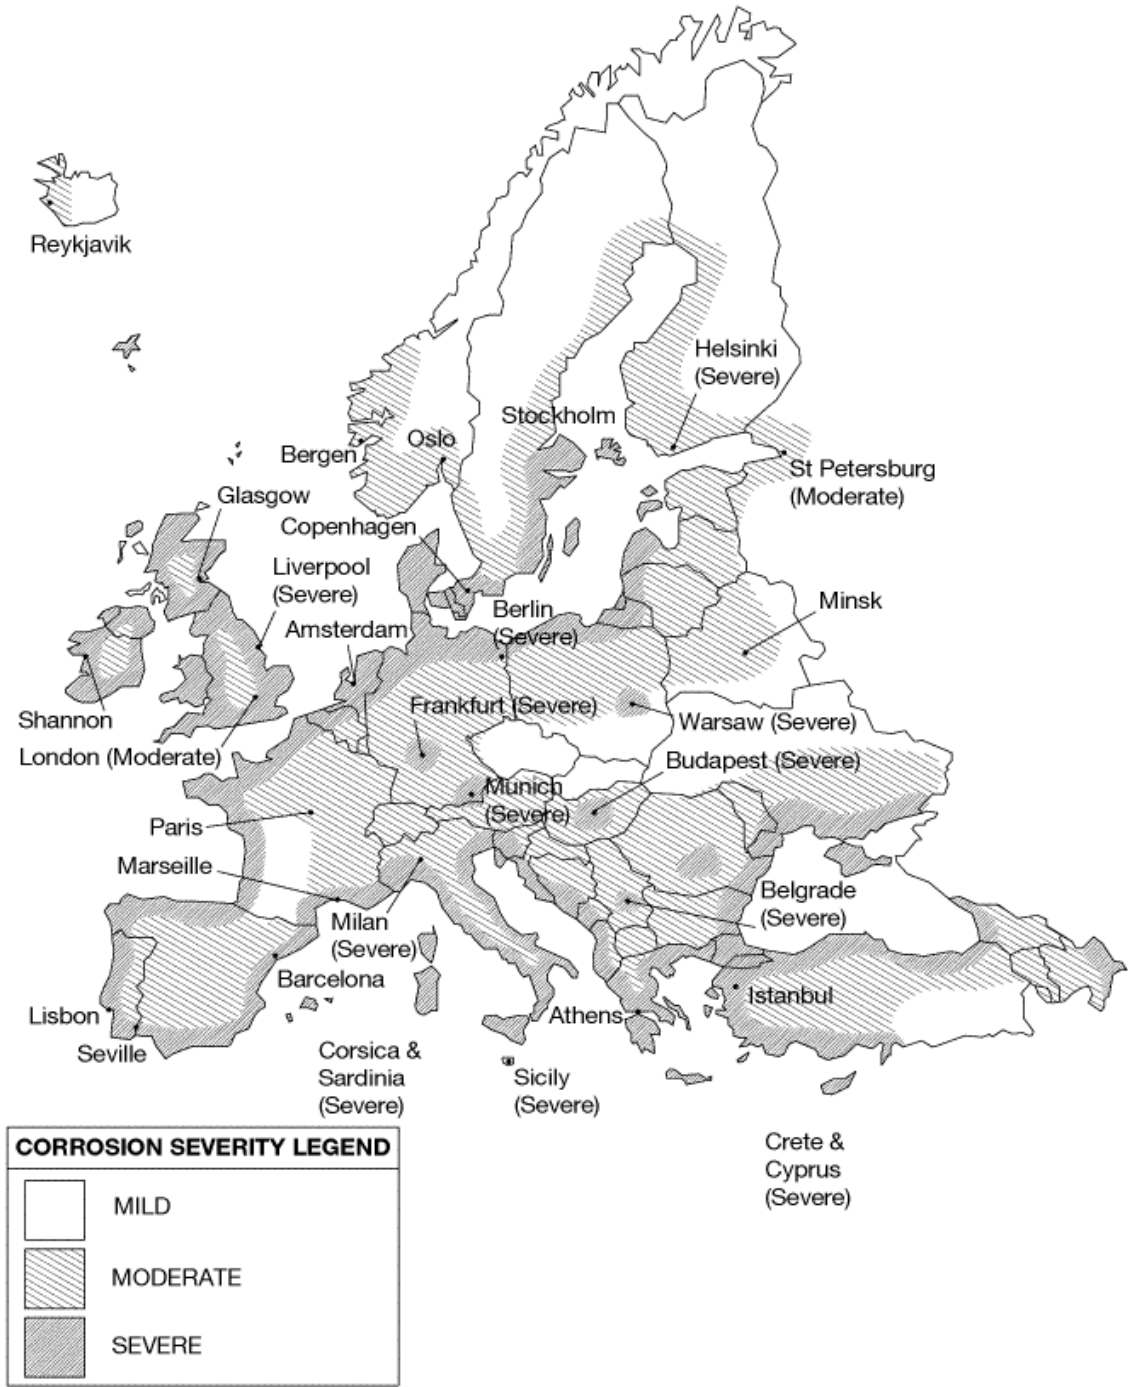 Reykjavik
Helsinki
(Severe)
Stockholm
Oslo
Bergen
St Petersburg
(Moderate)
Glasgow
Copenhagen
Liverpool
(Severe)
Minsk
Berlin
(Severe)
Amsterdam
Frankfurt (Severe)
Shannon
Warsaw (Severe)
London (Moderate)
Budapest (Severe)
Munich
(Severe)
Paris
Marseille
Belgrade
(Severe)
Milan
(Severe)
Barcelona
Istanbul
Lisbon
Athens
Seville
Corsica &
Sardinia
(Severe)
Sicily
(Severe)
Crete &
Cyprus
(Severe)
CORROSION SEVERITY LEGEND
MILD
MODERATE
SEVERE